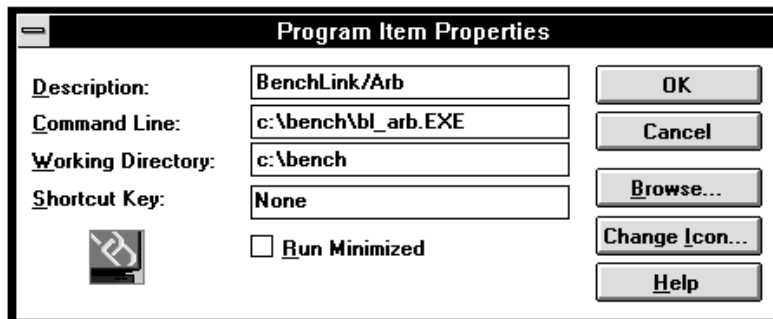 Program Item Properties
Description: BenchLink/Arb OK
Command Line: c:\bench\bl_arb.EXE Cancel
Working Directory: c:\bench
Shortcut Key: None Browse...
Run Minimized Change Icon...
Help